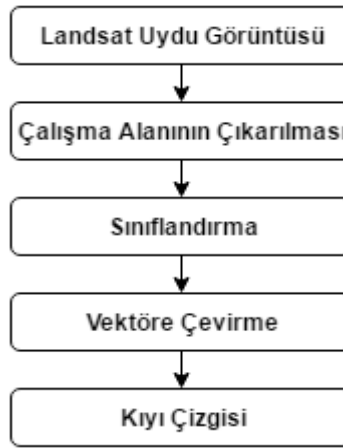 Landsat Uydu Görüntüsü
Çalışma Alanının Çıkarılması
Sınıflandırma
Vektöre Çevirme
Kıyı Çizgisi